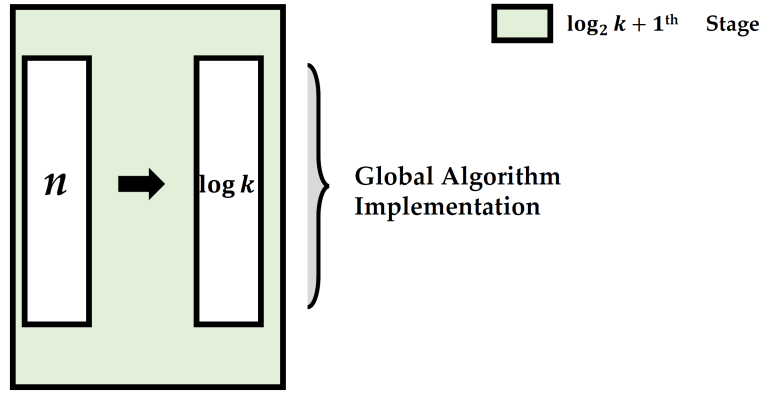 log₂ k + 1ᵗʰ Stage
n
log k
Global Algorithm
Implementation